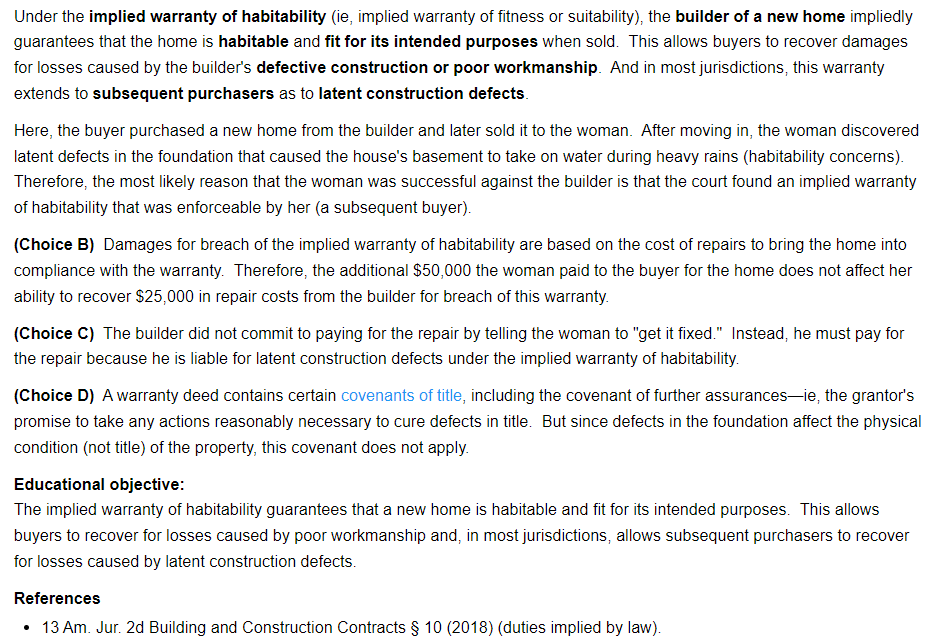 Under the implied warranty of habitability (ie, implied warranty of fitness or suitability), the builder of a new home impliedly
guarantees that the home is habitable and fit for its intended purposes when sold. This allows buyers to recover damages
for losses caused by the builder's defective construction or poor workmanship. And in most jurisdictions, this warranty
extends to subsequent purchasers as to latent construction defects.
Here, the buyer purchased a new home from the builder and later sold it to the woman. After moving in, the woman discovered
latent defects in the foundation that caused the house's basement to take on water during heavy rains (habitability concerns).
Therefore, the most likely reason that the woman was successful against the builder is that the court found an implied warranty
of habitability that was enforceable by her (a subsequent buyer).
(Choice B) Damages for breach of the implied warranty of habitability are based on the cost of repairs to bring the home into
compliance with the warranty. Therefore, the additional $50,000 the woman paid to the buyer for the home does not affect her
ability to recover $25,000 in repair costs from the builder for breach of this warranty.
(Choice C) The builder did not commit to paying for the repair by telling the woman to "get it fixed." Instead, he must pay for
the repair because he is liable for latent construction defects under the implied warranty of habitability.
(Choice D) A warranty deed contains certain covenants of title, including the covenant of further assurances—ie, the grantor's
promise to take any actions reasonably necessary to cure defects in title. But since defects in the foundation affect the physical
condition (not title) of the property, this covenant does not apply.
Educational objective:
The implied warranty of habitability guarantees that a new home is habitable and fit for its intended purposes. This allows
buyers to recover for losses caused by poor workmanship and, in most jurisdictions, allows subsequent purchasers to recover
for losses caused by latent construction defects.
References
• 13 Am. Jur. 2d Building and Construction Contracts § 10 (2018) (duties implied by law).